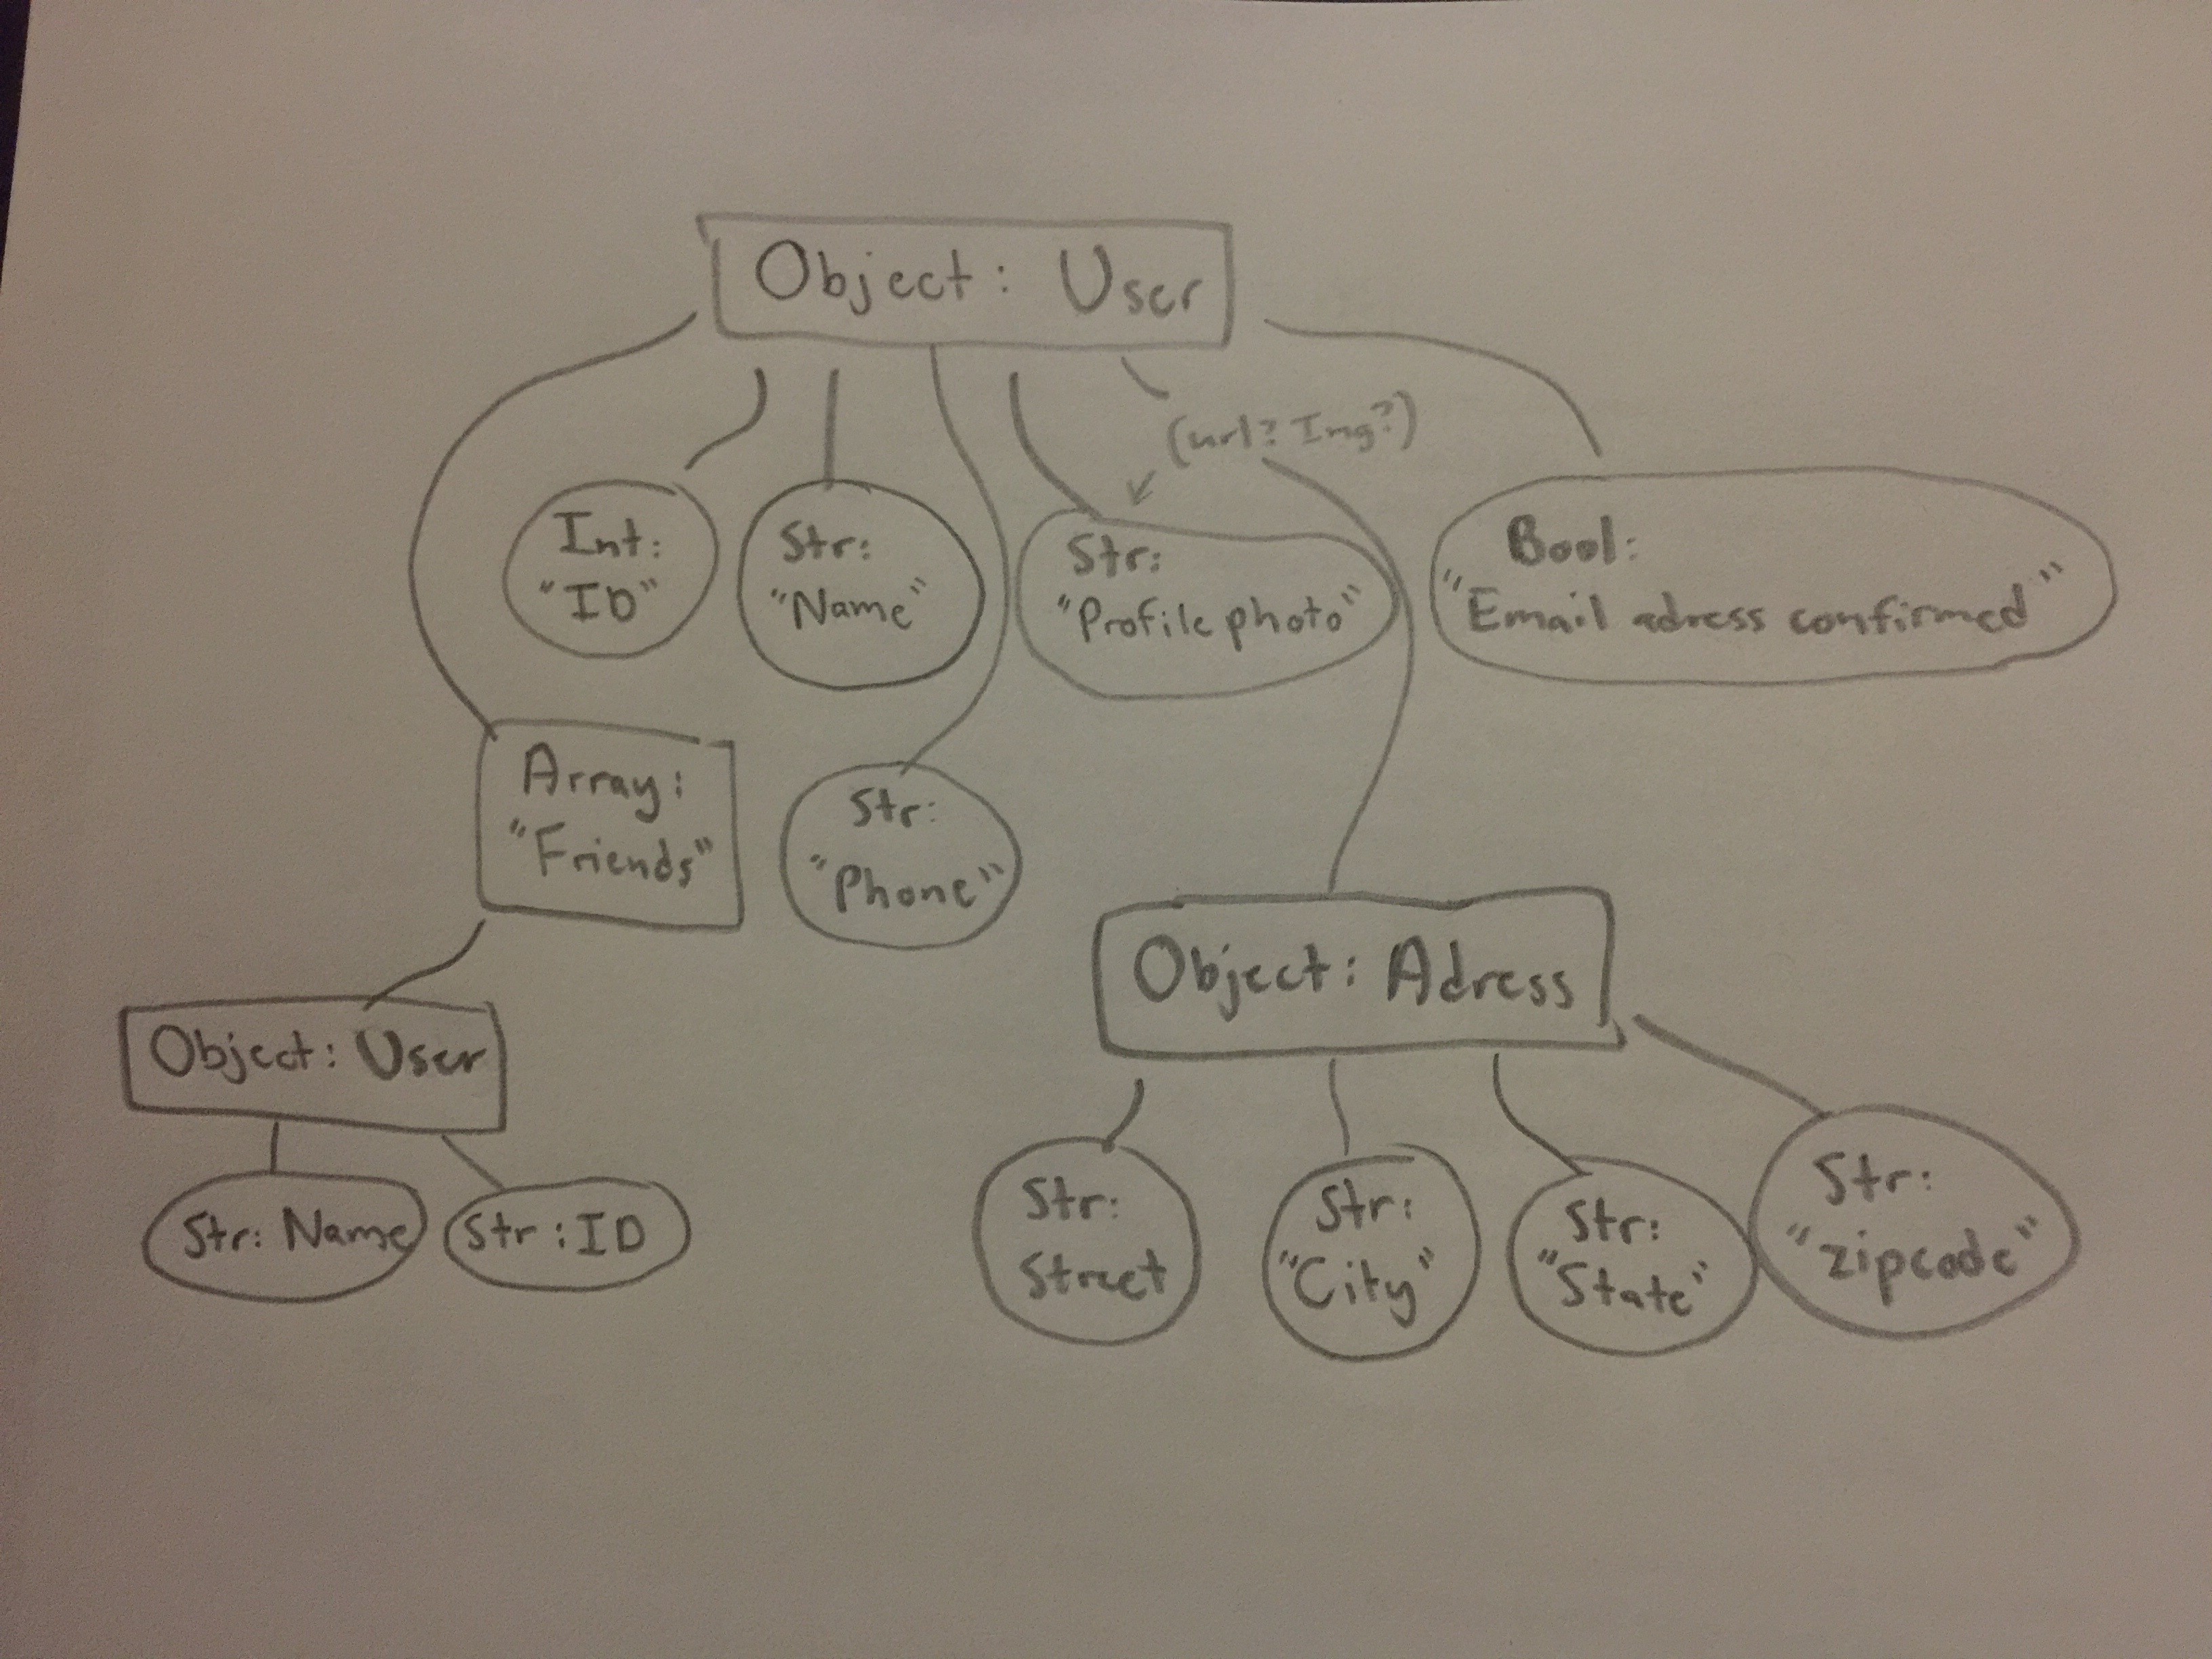 Object: User
(url? Img?)
Int:
"ID"
Str:
"Name"
Str:
"Profile photo"
Bool:
"Email adress confirmed"
Array:
"Friends"
Str:
"Phone"
Object: Adress
Object: User
Str: Name
Str: ID
Str:
Street
Str:
"City"
Str:
"State"
Str:
"zipcode"